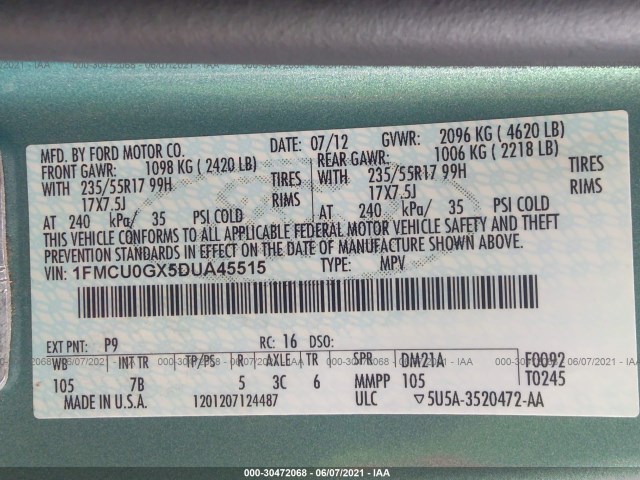 MFD. BY FORD MOTOR CO.
DATE: 07/12 GVWR: 2096 KG ( 4620 LB)
FRONT GAWR: 1098 KG ( 2420 LB)
WITH 235/55R17 99H TIRES
17X7.5J RIMS
AT 240 kPa/ 35 PSI COLD
REAR GAWR: 1006 KG ( 2218 LB)
WITH 235/55R17 99H TIRES
17X7.5J RIMS
AT 240 kPa/ 35 PSI COLD
THIS VEHICLE CONFORMS TO ALL APPLICABLE FEDERAL MOTOR VEHICLE SAFETY AND THEFT
PREVENTION STANDARDS IN EFFECT ON THE DATE OF MANUFACTURE SHOWN ABOVE.
VIN: 1FMCU0GX5DUA45515 TYPE: MPV
EXT PNT: P9 RC: 16 DSO:
WB INT TR TP/PS R AXLE TR SPR DM21A F0092
105 7B 5 3C 6 MMPP 105 T0245
MADE IN U.S.A. 1201207124487 ULC ▽5U5A-3520472-AA
000-30472068 - 06/07/2021 - IAA